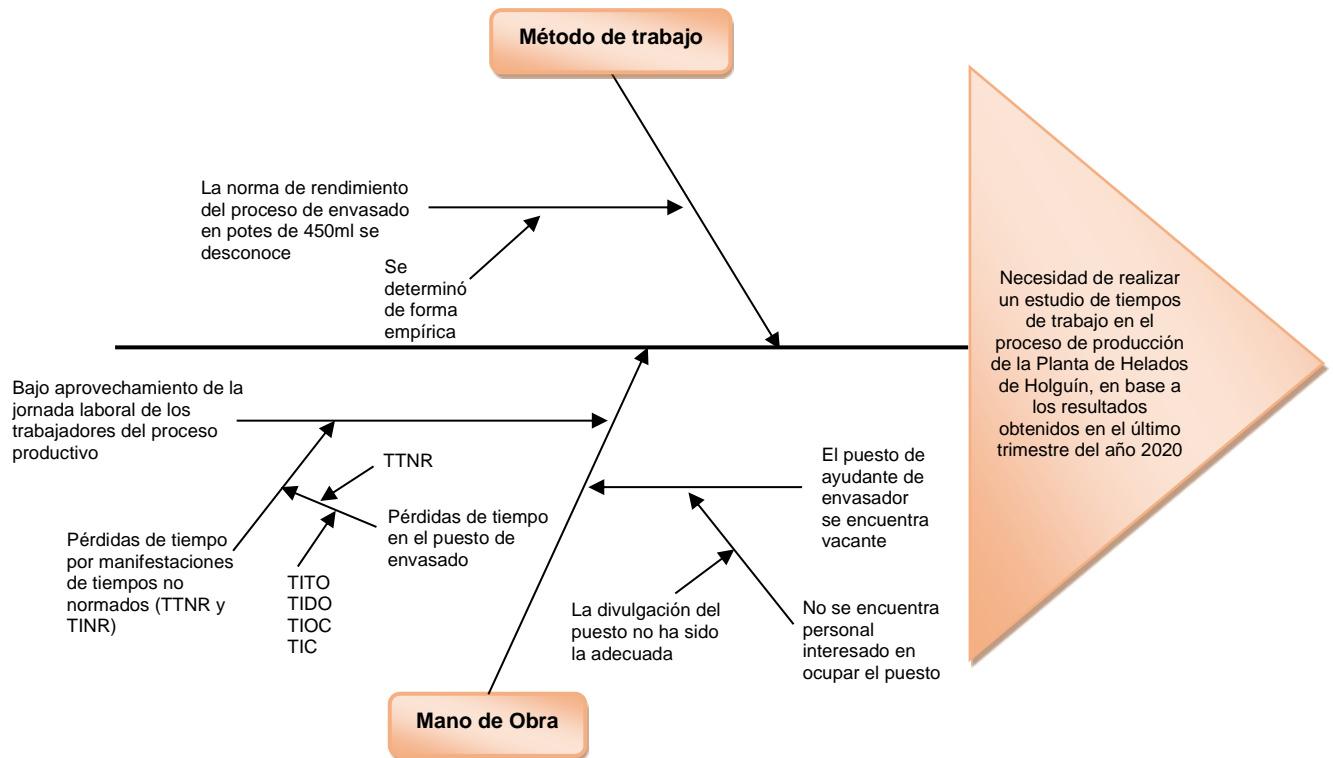 Método de trabajo
La norma de rendimiento
del proceso de envasado
en potes de 450ml se
desconoce
Se
determinó
de forma
empírica
Necesidad de realizar
un estudio de tiempos
de trabajo en el
proceso de producción
de la Planta de Helados
de Holguín, en base a
los resultados
obtenidos en el último
trimestre del año 2020
Bajo aprovechamiento de la
jornada laboral de los
trabajadores del proceso
productivo
TTNR
Pérdidas de tiempo
en el puesto de
envasado
Pérdidas de tiempo
por manifestaciones
de tiempos no
normados (TTNR y
TINR)
TITO
TIDO
TIOC
TIC
El puesto de
ayudante de
envasador
se encuentra
vacante
La divulgación del
puesto no ha sido
la adecuada
No se encuentra
personal
interesado en
ocupar el puesto
Mano de Obra